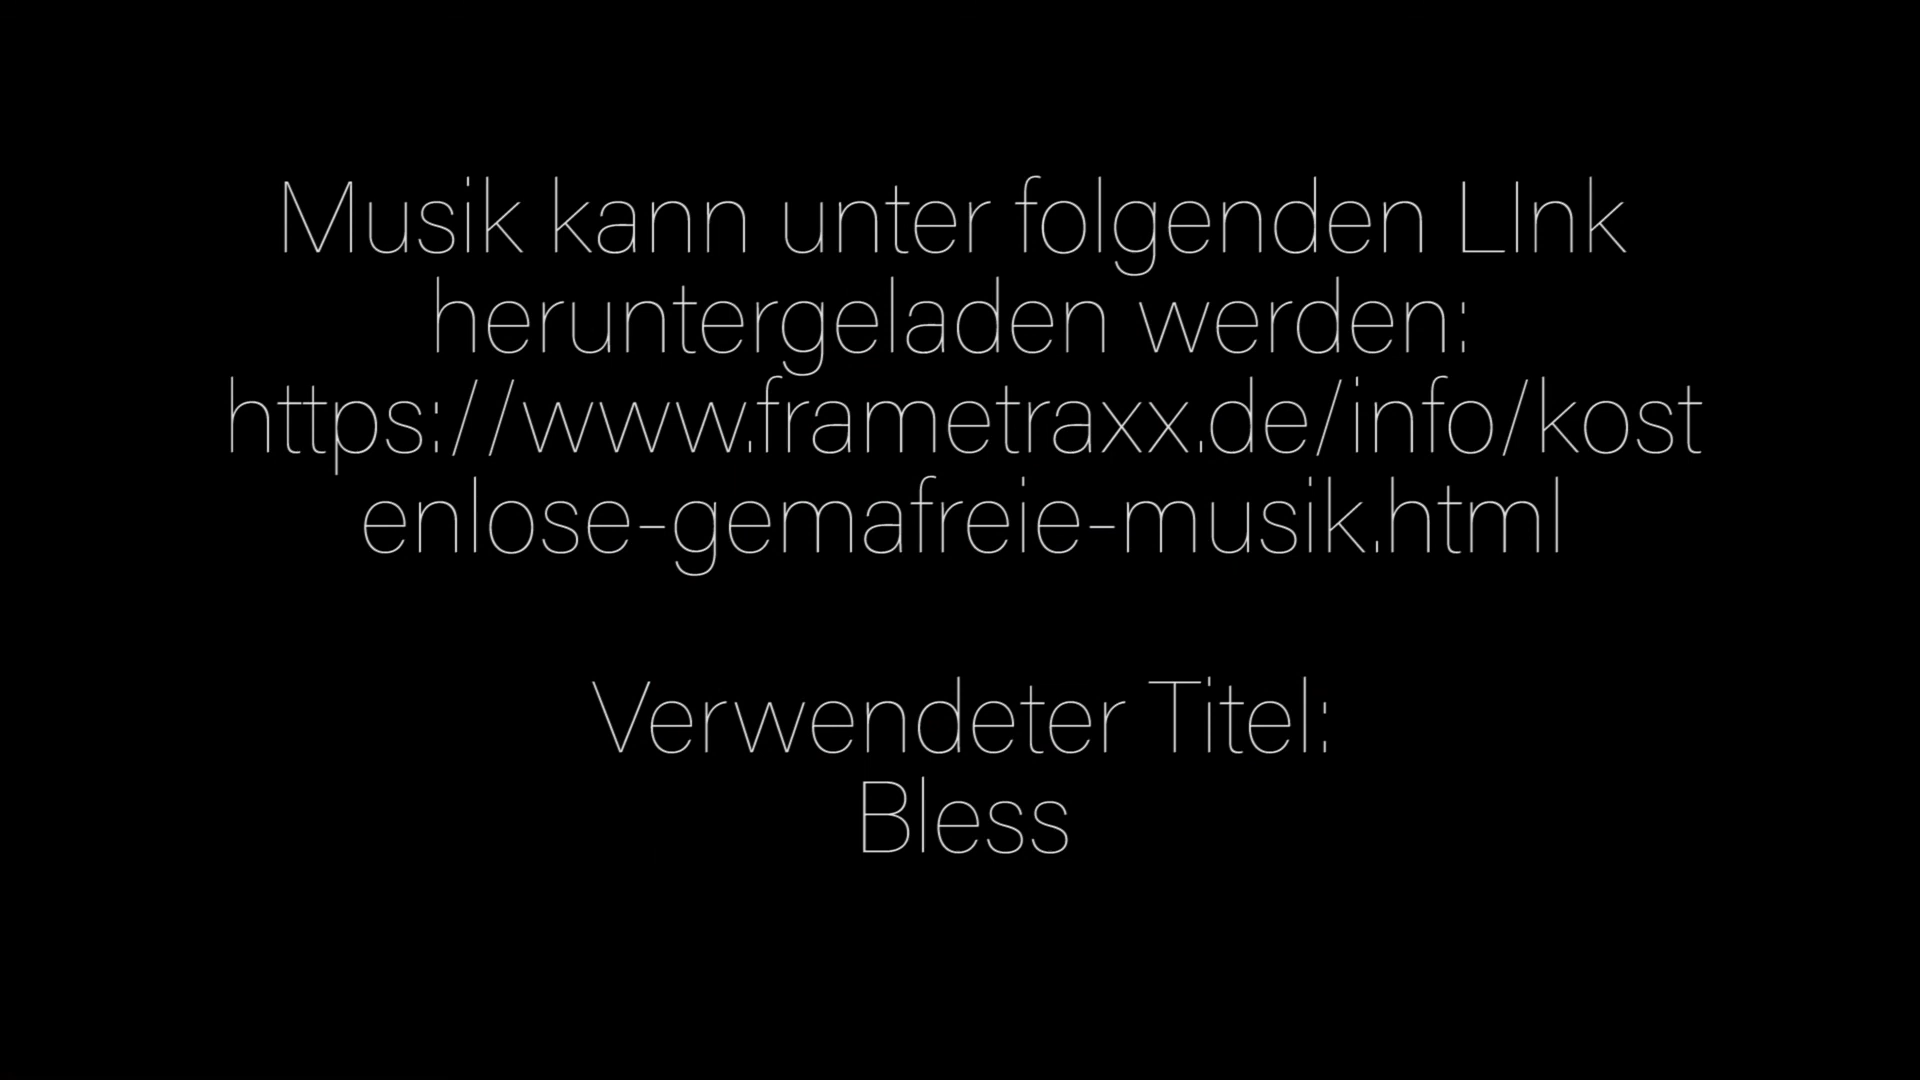 Musik kann unter folgenden LInk
heruntergeladen werden:
https://www.frametraxx.de/info/kost
enlose-gemafreie-musik.html
Verwendeter Titel:
Bless